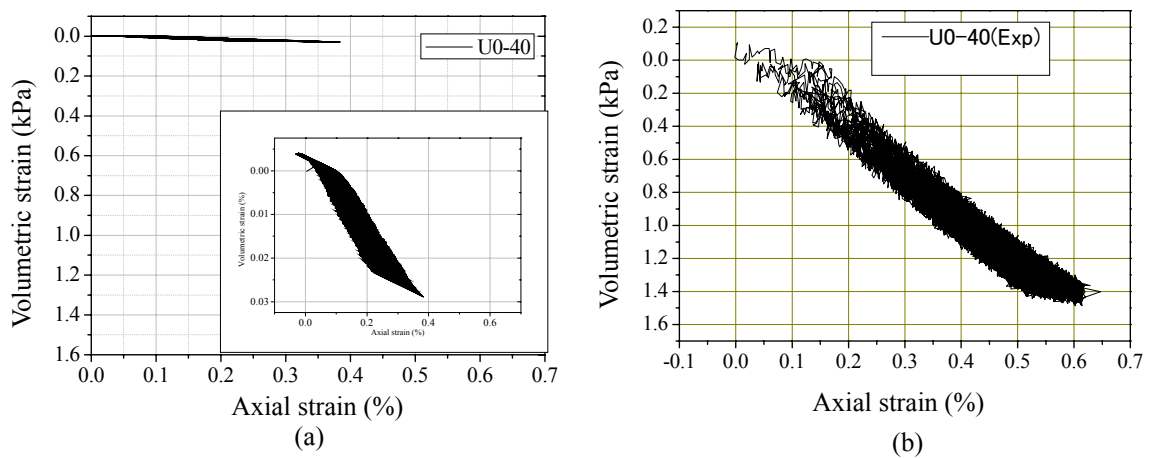 0.0
0.2
0.4
0.6
0.8
1.0
1.2
1.4
1.6
Volumetric strain (kPa)
U0-40
0.00
0.01
0.02
0.03
Volumetric strain (%)
0.0 0.2 0.4 0.6
Axial strain (%)
0.0 0.1 0.2 0.3 0.4 0.5 0.6 0.7
Axial strain (%)
(a)
0.2
0.0
0.2
0.4
0.6
0.8
1.0
1.2
1.4
1.6
Volumetric strain (kPa)
U0-40(Exp)
-0.1 0.0 0.1 0.2 0.3 0.4 0.5 0.6 0.7
Axial strain (%)
(b)